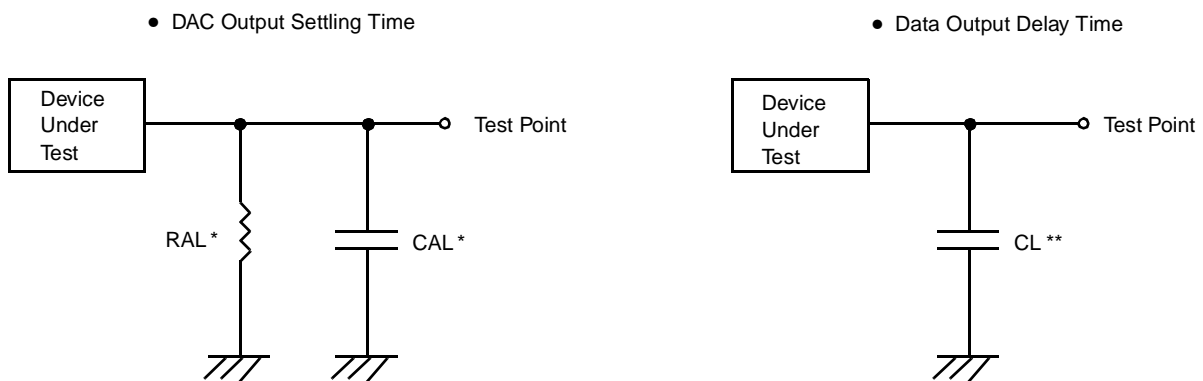 ● DAC Output Settling Time
Device
Under
Test
Test Point
RAL *
CAL *
● Data Output Delay Time
Device
Under
Test
Test Point
CL **